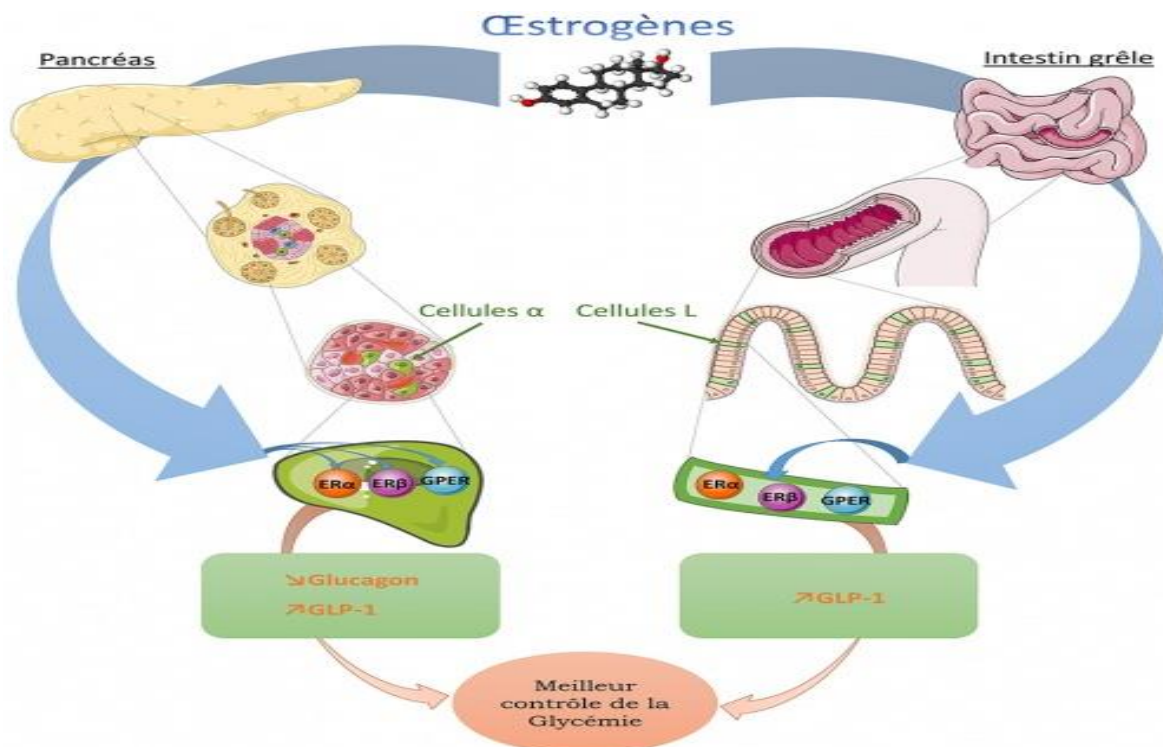 Œstrogènes
Pancréas
Intestin grêle
Cellules α
Cellules L
ERα
ERβ
GPER
ERα
ERβ
GPER
↘Glucagon
↗GLP-1
↗GLP-1
Meilleur
contrôle de la
Glycémie